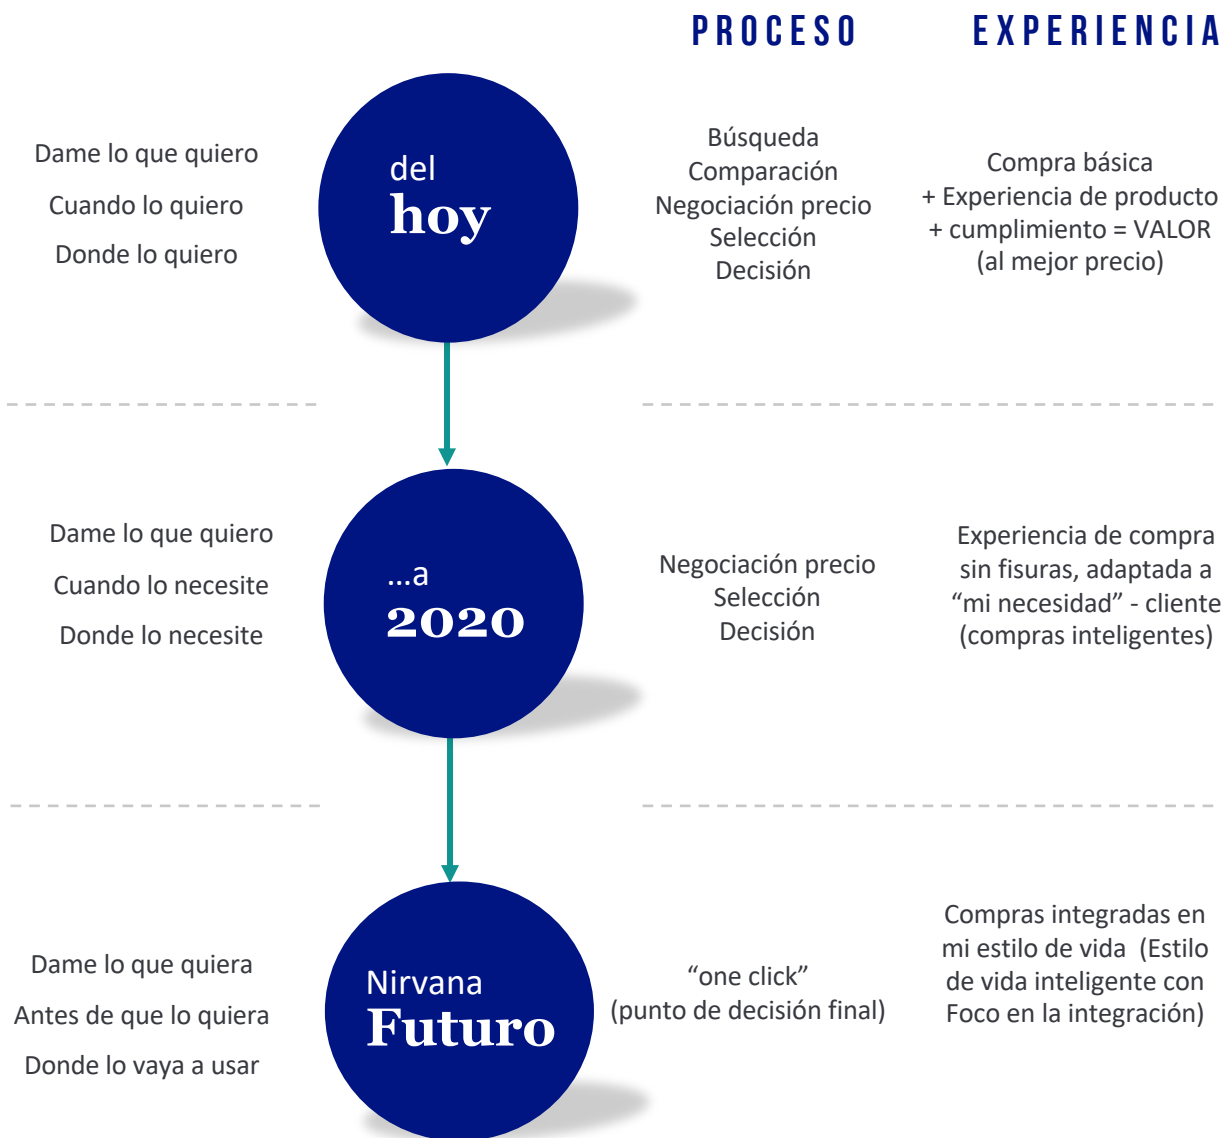 PROCESO
EXPERIENCIA
Dame lo que quiero
Cuando lo quiero
Donde lo quiero
del
hoy
Búsqueda
Comparación
Negociación precio
Selección
Decisión
Compra básica
+ Experiencia de producto
+ cumplimiento = VALOR
(al mejor precio)
Dame lo que quiero
Cuando lo necesite
Donde lo necesite
...a
2020
Negociación precio
Selección
Decisión
Experiencia de compra
sin fisuras, adaptada a
“mi necesidad” - cliente
(compras inteligentes)
Dame lo que quiera
Antes de que lo quiera
Donde lo vaya a usar
Nirvana
Futuro
“one click”
(punto de decisión final)
Compras integradas en
mi estilo de vida (Estilo
de vida inteligente con
Foco en la integración)